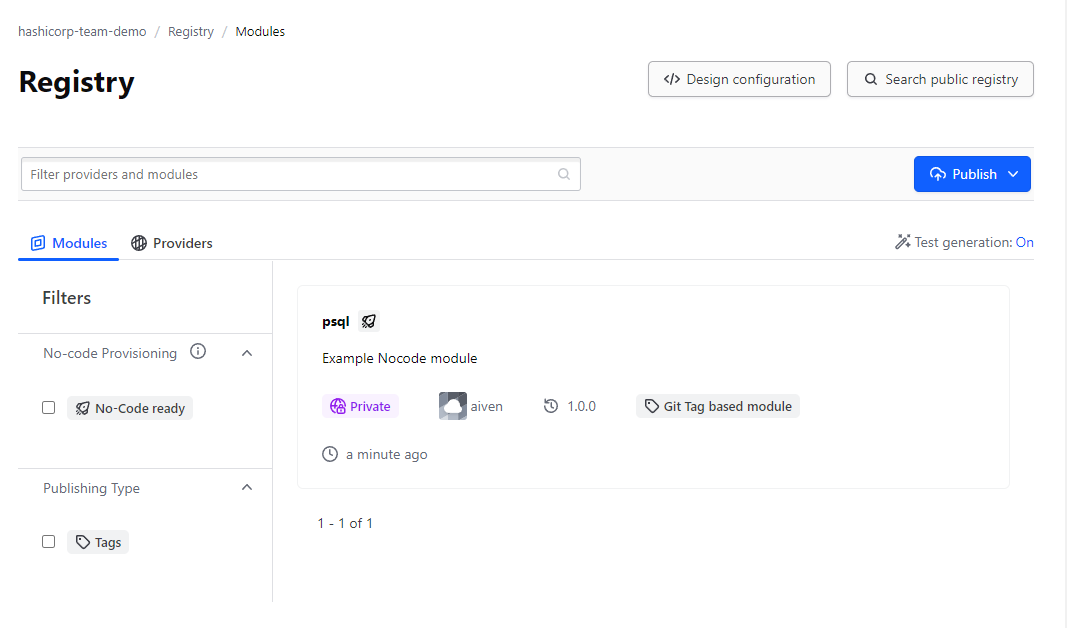 hashicorp-team-demo / Registry / Modules
Registry
Design configuration
Search public registry
Filter providers and modules
Publish
Modules
Providers
Test generation: On
Filters
No-code Provisioning
No-Code ready
Publishing Type
Tags
psql
Example Nocode module
Private
aiven
1.0.0
Git Tag based module
a minute ago
1 - 1 of 1